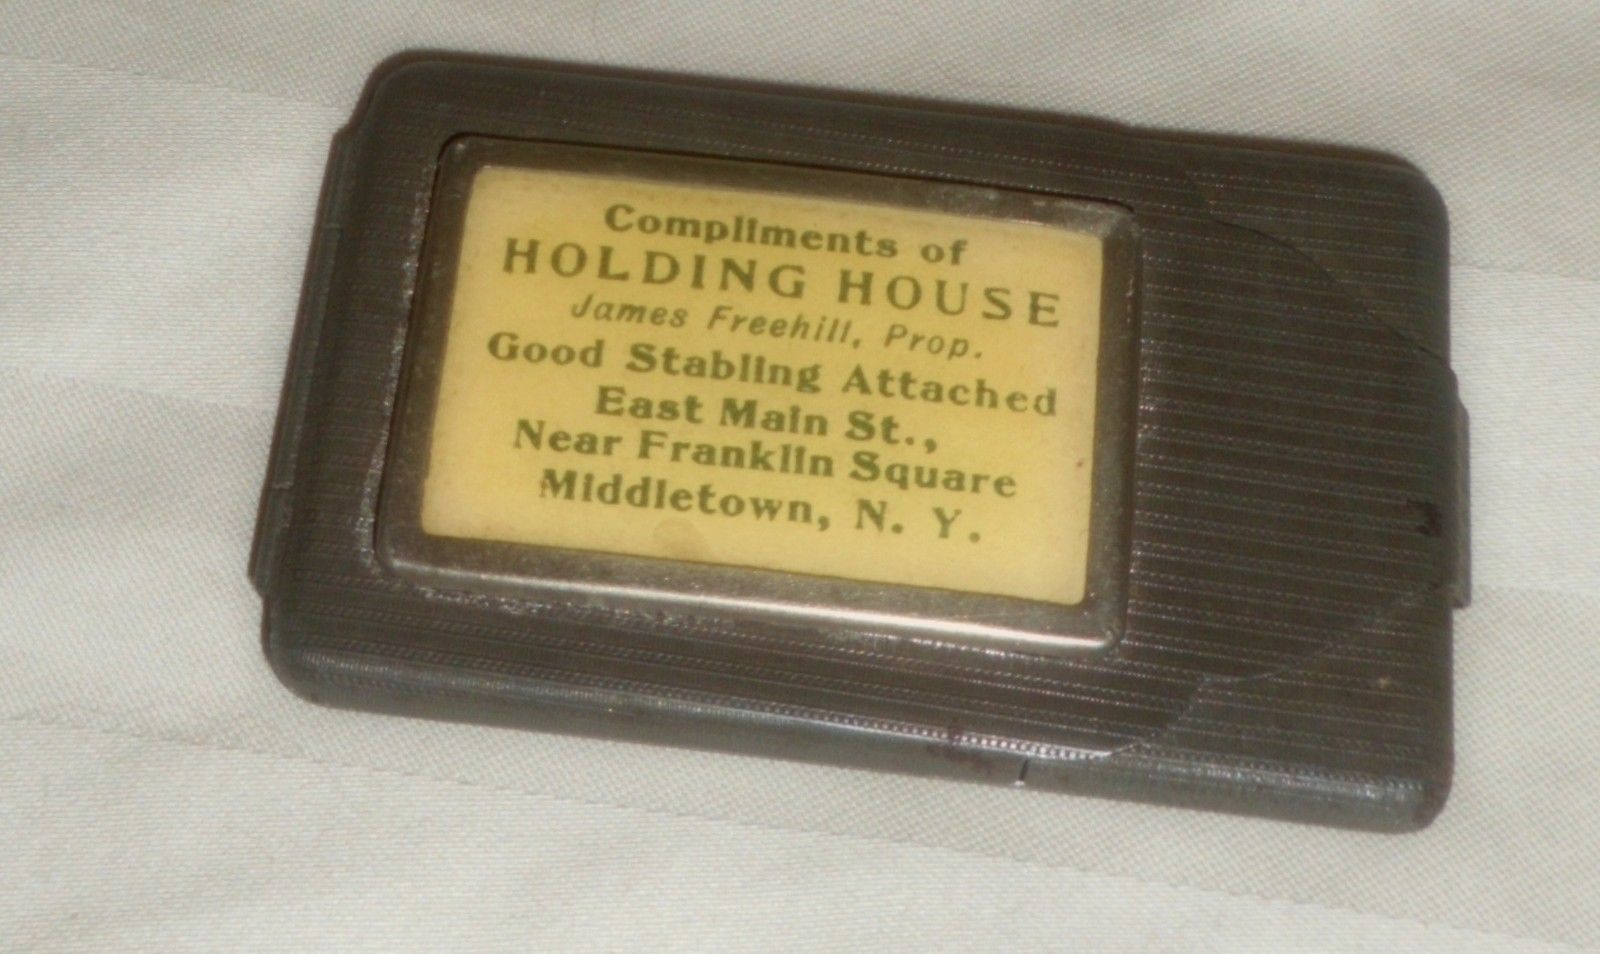 Compliments of
HOLDING HOUSE
James Freehill, Prop.
Good Stabling Attached
East Main St.,
Near Franklin Square
Middletown, N. Y.